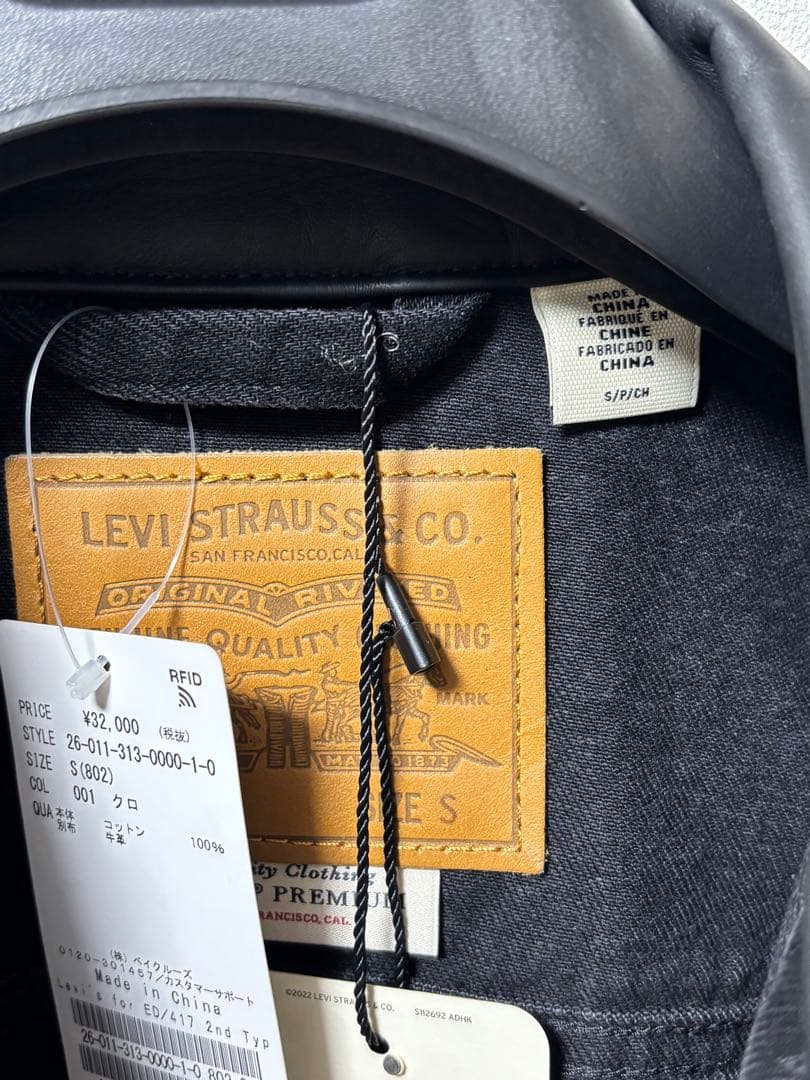 MADE
CHINA
FABRIQUÉ EN
CHINE
FABRICADO EN
CHINA
S/P/CH
LEVI STRAUSS & CO.
SAN FRANCISCO, CAL.
ORIGINAL RIVETED
QUALITY
MARK
SIZE S
PREMIUM
Clothing
CAL.
RFID
PRICE ¥32,000 (税抜)
STYLE 26-011-313-0000-1-0
SIZE S(802)
COL 001 クロ
QUA 本体 コットン 100%
別布 牛革
(株)ベイクルーズ
0120-301457/カスタマーサポート
Made in China
Levi's for ED/417 2nd Typ
26-011-313-0000-1-0 802
©2022 LEVI STRAUSS & CO. S112692 ADHK